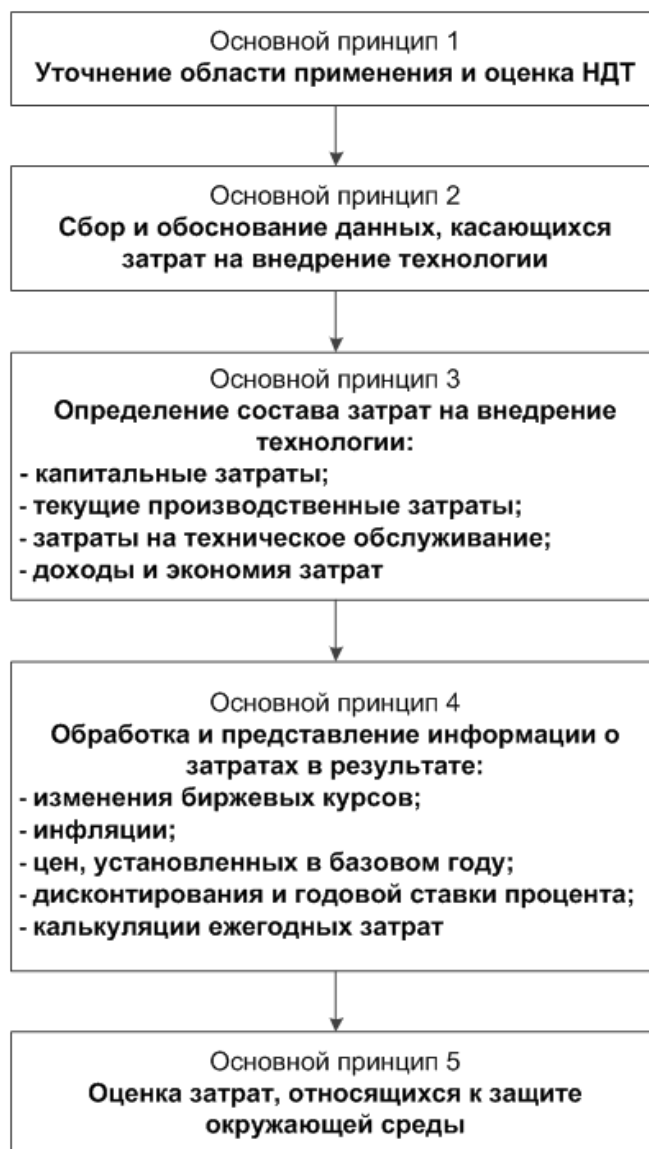 Основной принцип 1
Уточнение области применения и оценка НДТ
Основной принцип 2
Сбор и обоснование данных, касающихся
затрат на внедрение технологии
Основной принцип 3
Определение состава затрат на внедрение
технологии:
- капитальные затраты;
- текущие производственные затраты;
- затраты на техническое обслуживание;
- доходы и экономия затрат
Основной принцип 4
Обработка и представление информации о
затратах в результате:
- изменения биржевых курсов;
- инфляции;
- цен, установленных в базовом году;
- дисконтирования и годовой ставки процента;
- калькуляции ежегодных затрат
Основной принцип 5
Оценка затрат, относящихся к защите
окружающей среды